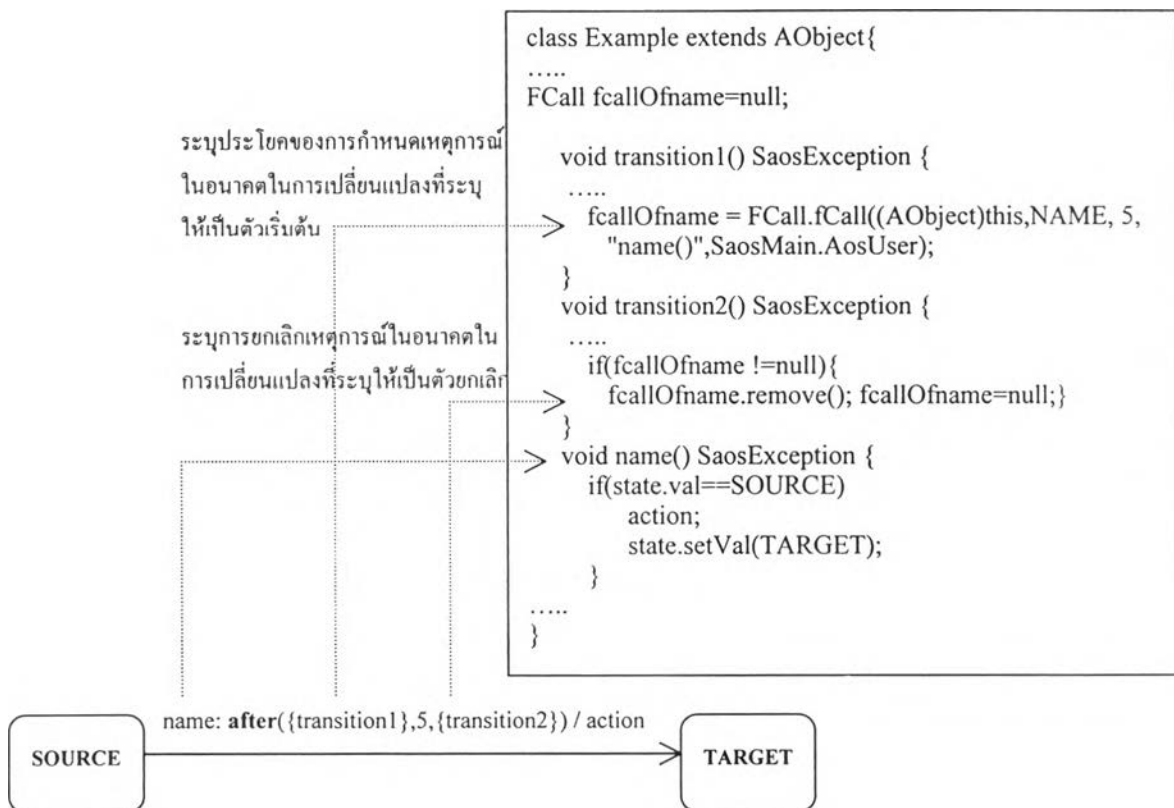 class Example extends AObject{
.....
FCall fcallOfname=null;
ระบุประโยคของการกำหนดเหตุการณ์
ในอนาคตในการเปลี่ยนแปลงที่ระบุ
ให้เป็นตัวเริ่มต้น
void transition1() SaosException {
.....
fcallOfname = FCall.fCall((AObject)this,NAME, 5,
"name()",SaosMain.AosUser);
}
void transition2() SaosException {
ระบุการยกเลิกเหตุการณ์ในอนาคตใน
การเปลี่ยนแปลงที่ระบุให้เป็นตัวยกเลิก
.....
if(fcallOfname !=null){
fcallOfname.remove(); fcallOfname=null;}
}
void name() SaosException {
if(state.val==SOURCE)
action;
state.setVal(TARGET);
}
.....
}
name: after({transition1},5,{transition2}) / action
SOURCE
TARGET